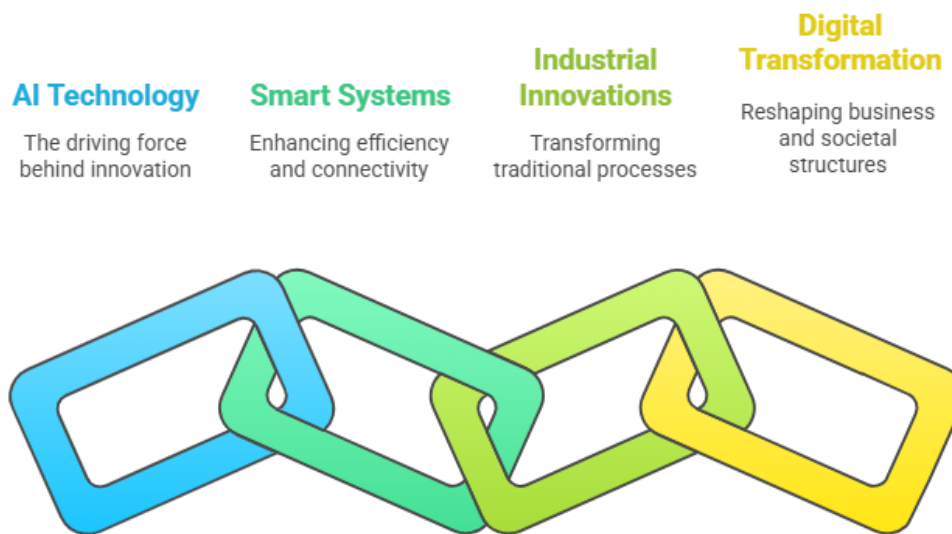 AI Technology
The driving force
behind innovation
Smart Systems
Enhancing efficiency
and connectivity
Industrial
Innovations
Transforming
traditional processes
Digital
Transformation
Reshaping business
and societal
structures